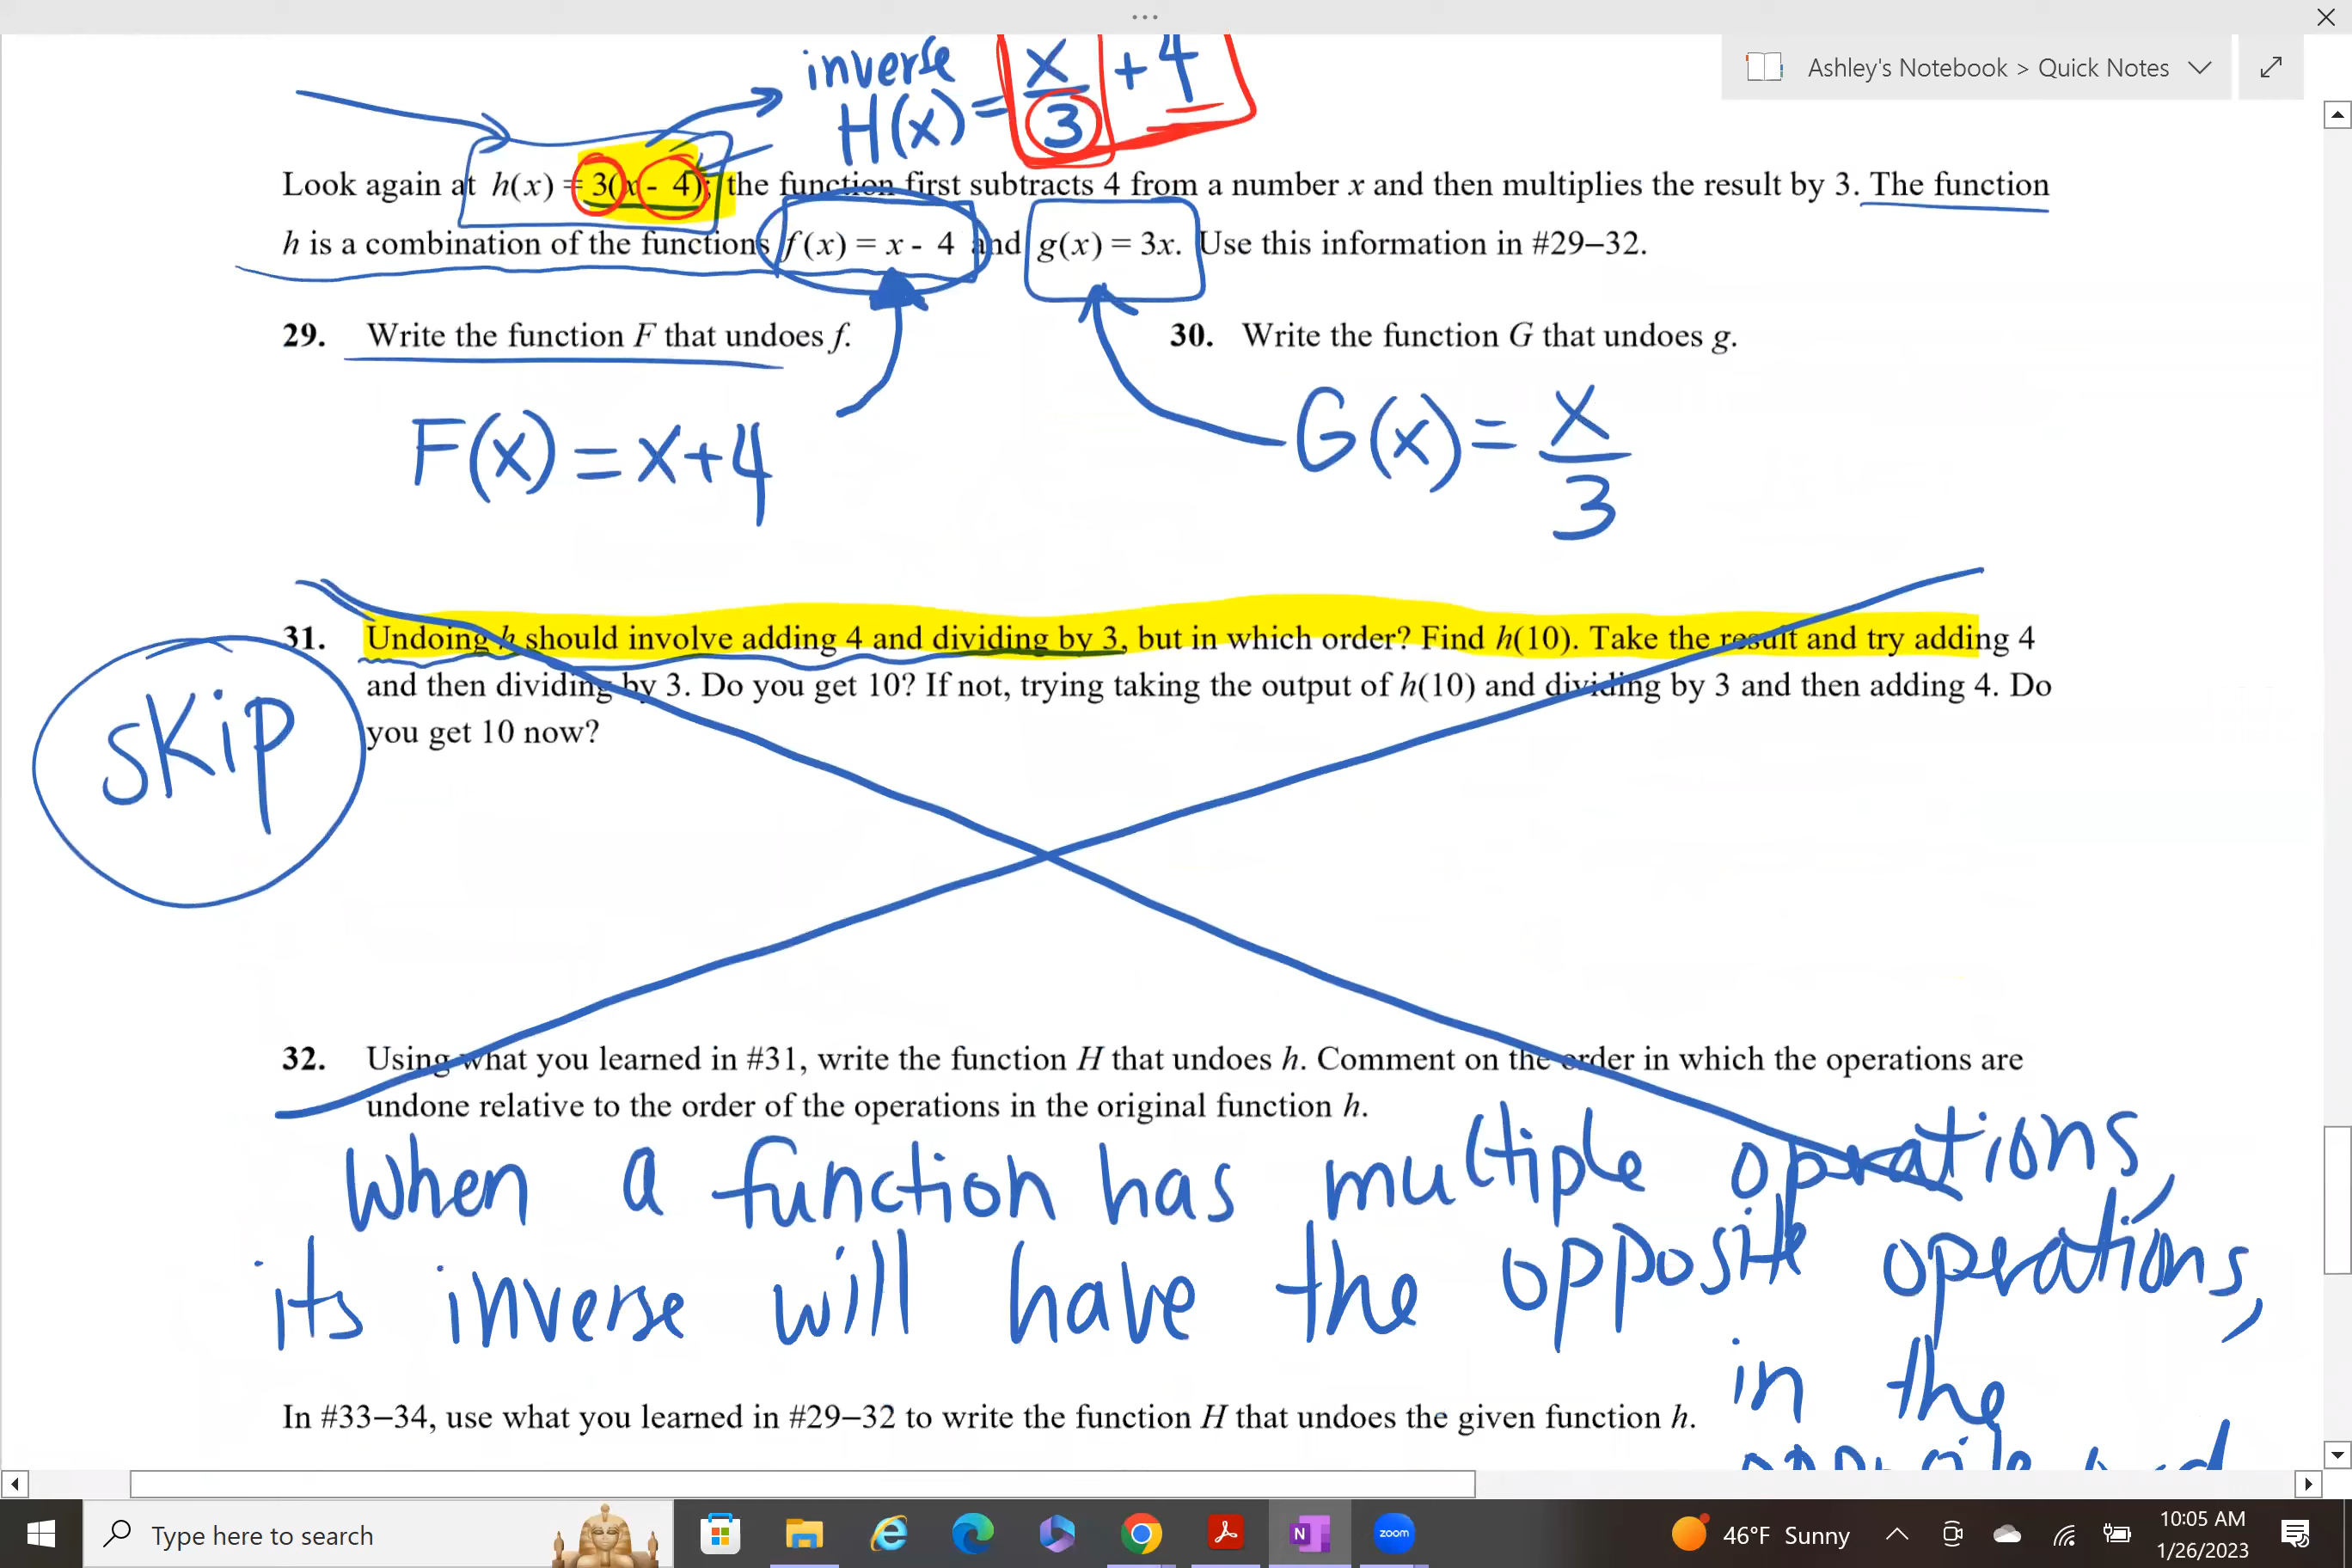 Ashley's Notebook > Quick Notes
inverse
H(x) = x/3 + 4
Look again at h(x) = 3(x - 4); the function first subtracts 4 from a number x and then multiplies the result by 3. The function
h is a combination of the functions f(x) = x - 4 and g(x) = 3x. Use this information in #29–32.
29. Write the function F that undoes f.
30. Write the function G that undoes g.
F(x) = x+4
G(x) = x/3
31. Undoing h should involve adding 4 and dividing by 3, but in which order? Find h(10). Take the result and try adding 4
and then dividing by 3. Do you get 10? If not, trying taking the output of h(10) and dividing by 3 and then adding 4. Do
you get 10 now?
skip
32. Using what you learned in #31, write the function H that undoes h. Comment on the order in which the operations are
undone relative to the order of the operations in the original function h.
When a function has multiple operations,
its inverse will have the opposite operations,
in the
In #33–34, use what you learned in #29–32 to write the function H that undoes the given function h.
Type here to search
zoom
46°F Sunny
10:05 AM
1/26/2023